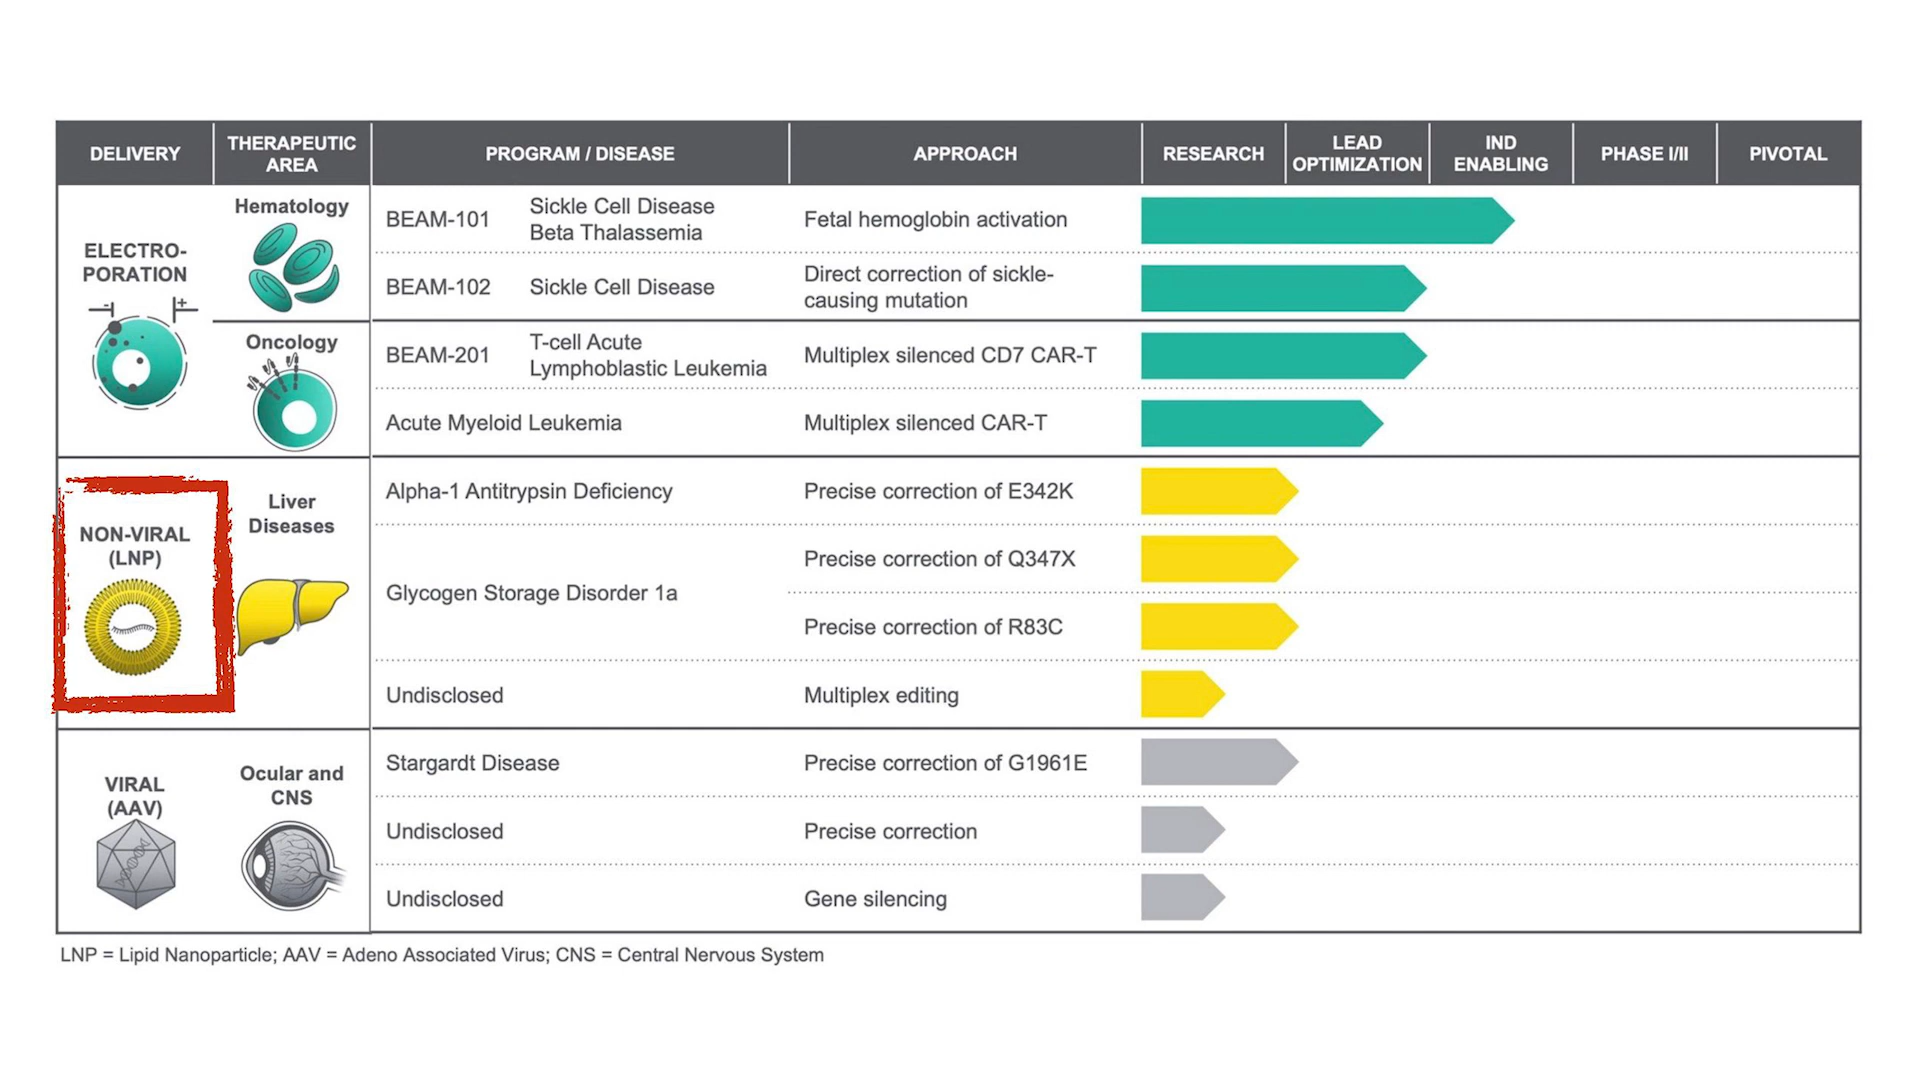 DELIVERY
THERAPEUTIC
AREA
PROGRAM / DISEASE
APPROACH
RESEARCH
LEAD
OPTIMIZATION
IND
ENABLING
PHASE I/II
PIVOTAL
ELECTRO-
PORATION
- +
Hematology
BEAM-101
Sickle Cell Disease
Beta Thalassemia
Fetal hemoglobin activation
BEAM-102
Sickle Cell Disease
Direct correction of sickle-
causing mutation
Oncology
BEAM-201
T-cell Acute
Lymphoblastic Leukemia
Multiplex silenced CD7 CAR-T
Acute Myeloid Leukemia
Multiplex silenced CAR-T
NON-VIRAL
(LNP)
Liver
Diseases
Alpha-1 Antitrypsin Deficiency
Precise correction of E342K
Glycogen Storage Disorder 1a
Precise correction of Q347X
Precise correction of R83C
Undisclosed
Multiplex editing
VIRAL
(AAV)
Ocular and
CNS
Stargardt Disease
Precise correction of G1961E
Undisclosed
Precise correction
Undisclosed
Gene silencing
LNP = Lipid Nanoparticle; AAV = Adeno Associated Virus; CNS = Central Nervous System